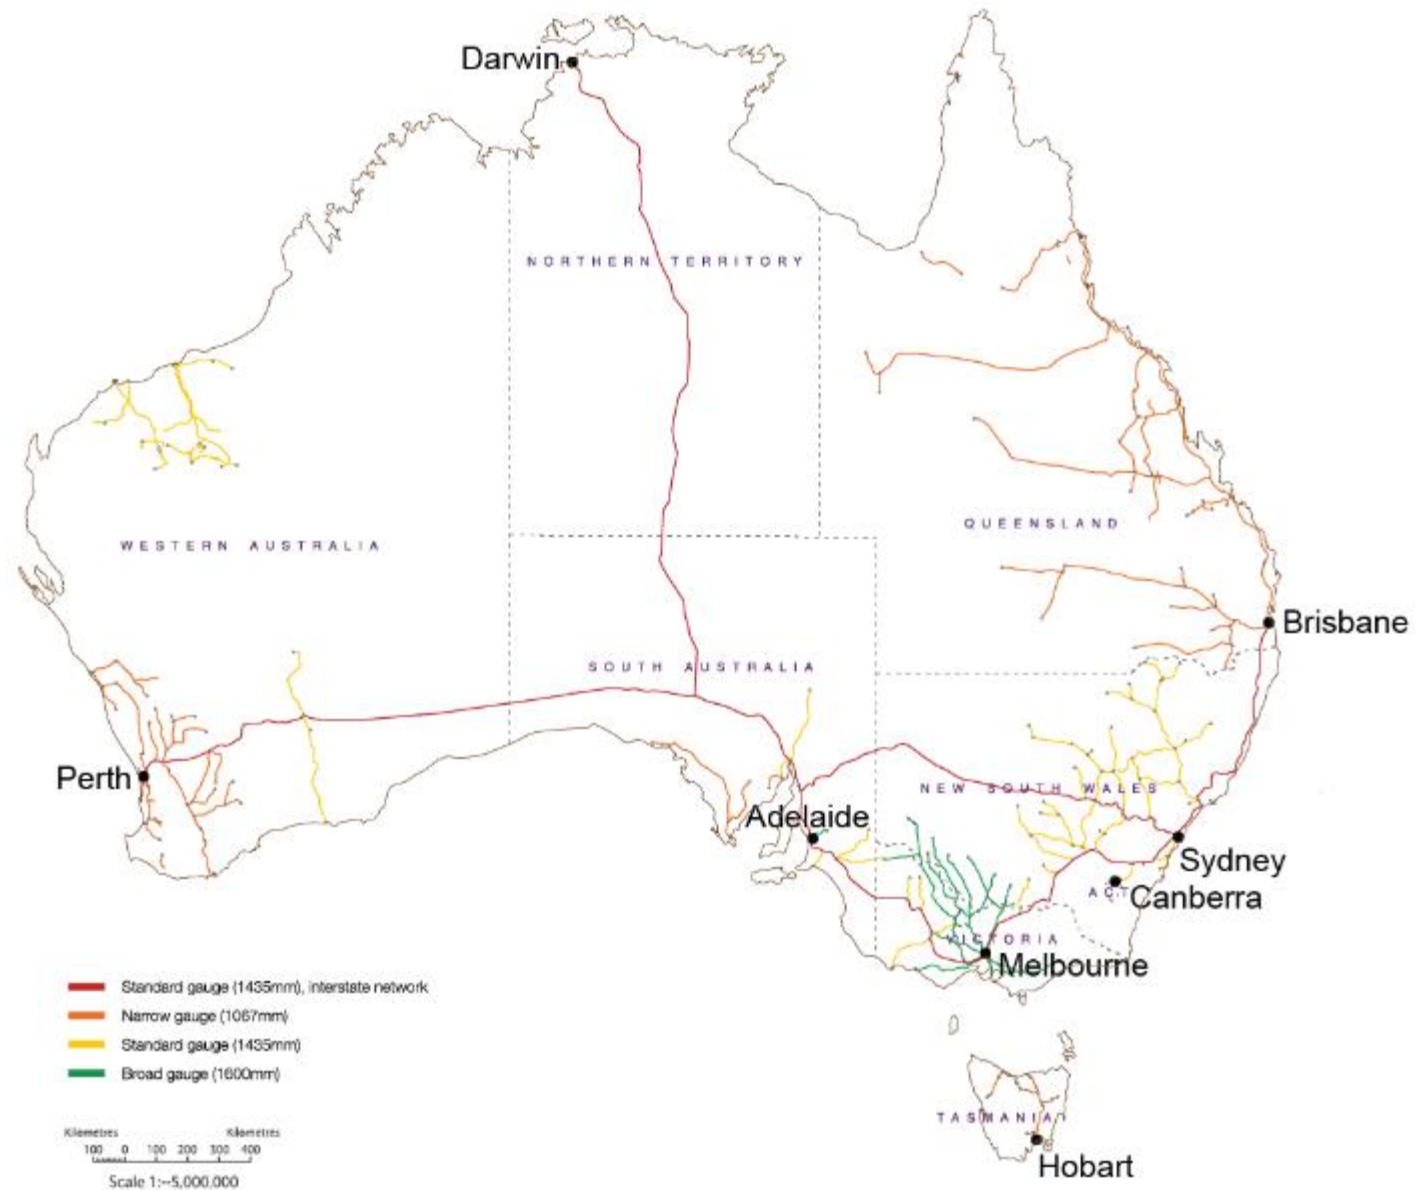 Darwin
NORTHERN TERRITORY
QUEENSLAND
WESTERN AUSTRALIA
Brisbane
SOUTH AUSTRALIA
Perth
NEW SOUTH WALES
Adelaide
Sydney
ACT
Canberra
VICTORIA
Melbourne
Standard gauge (1435mm), interstate network
Narrow gauge (1067mm)
Standard gauge (1435mm)
Broad gauge (1600mm)
TASMANIA
Kilometres Kilometres
100 0 100 200 300 400
Hobart
Scale 1:~5,000,000